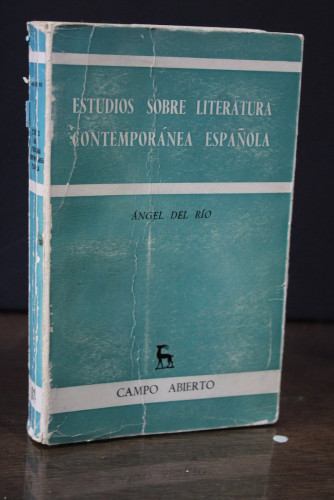 ESTUDIOS SOBRE LITERATURA
CONTEMPORÁNEA ESPAÑOLA
ÁNGEL DEL RÍO
CAMPO ABIERTO